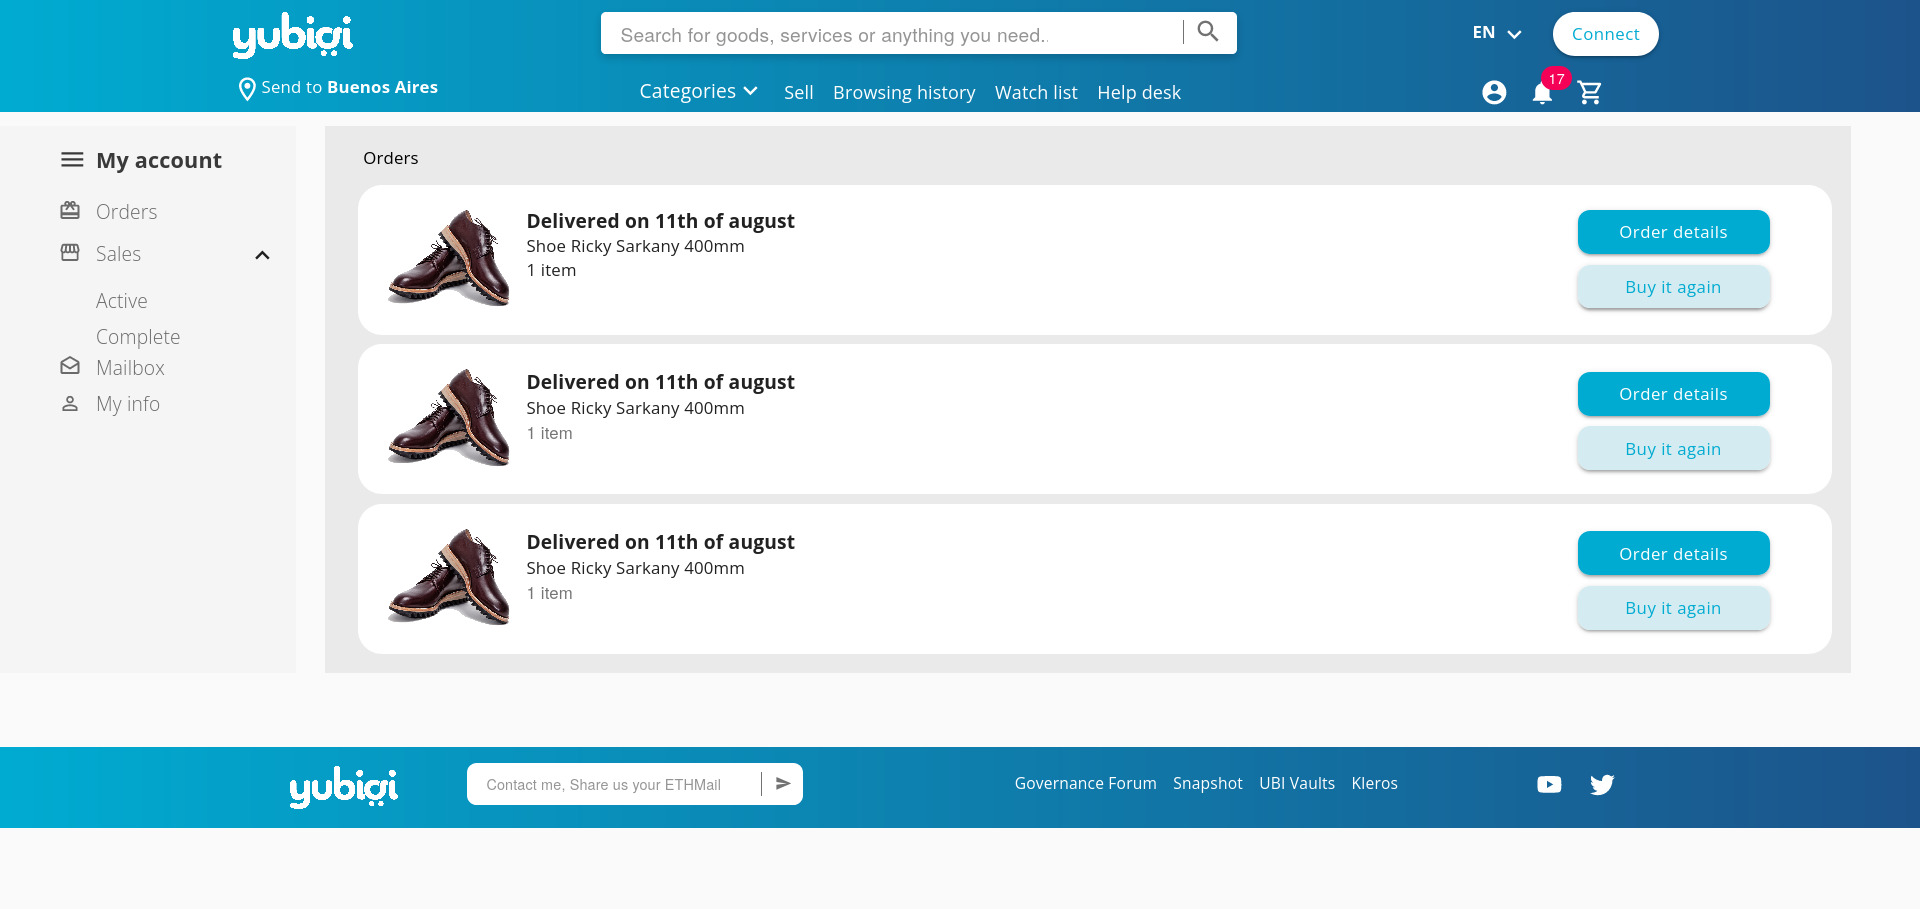 yubiqi
Search for goods, services or anything you need..
EN
Connect
Send to Buenos Aires
Categories Sell Browsing history Watch list Help desk
17
My account
Orders
Sales
Active
Complete
Mailbox
My info
Orders
Delivered on 11th of august
Shoe Ricky Sarkany 400mm
1 item
Order details
Buy it again
Delivered on 11th of august
Shoe Ricky Sarkany 400mm
1 item
Order details
Buy it again
Delivered on 11th of august
Shoe Ricky Sarkany 400mm
1 item
Order details
Buy it again
yubiqi
Contact me, Share us your ETHMail
Governance Forum Snapshot UBI Vaults Kleros